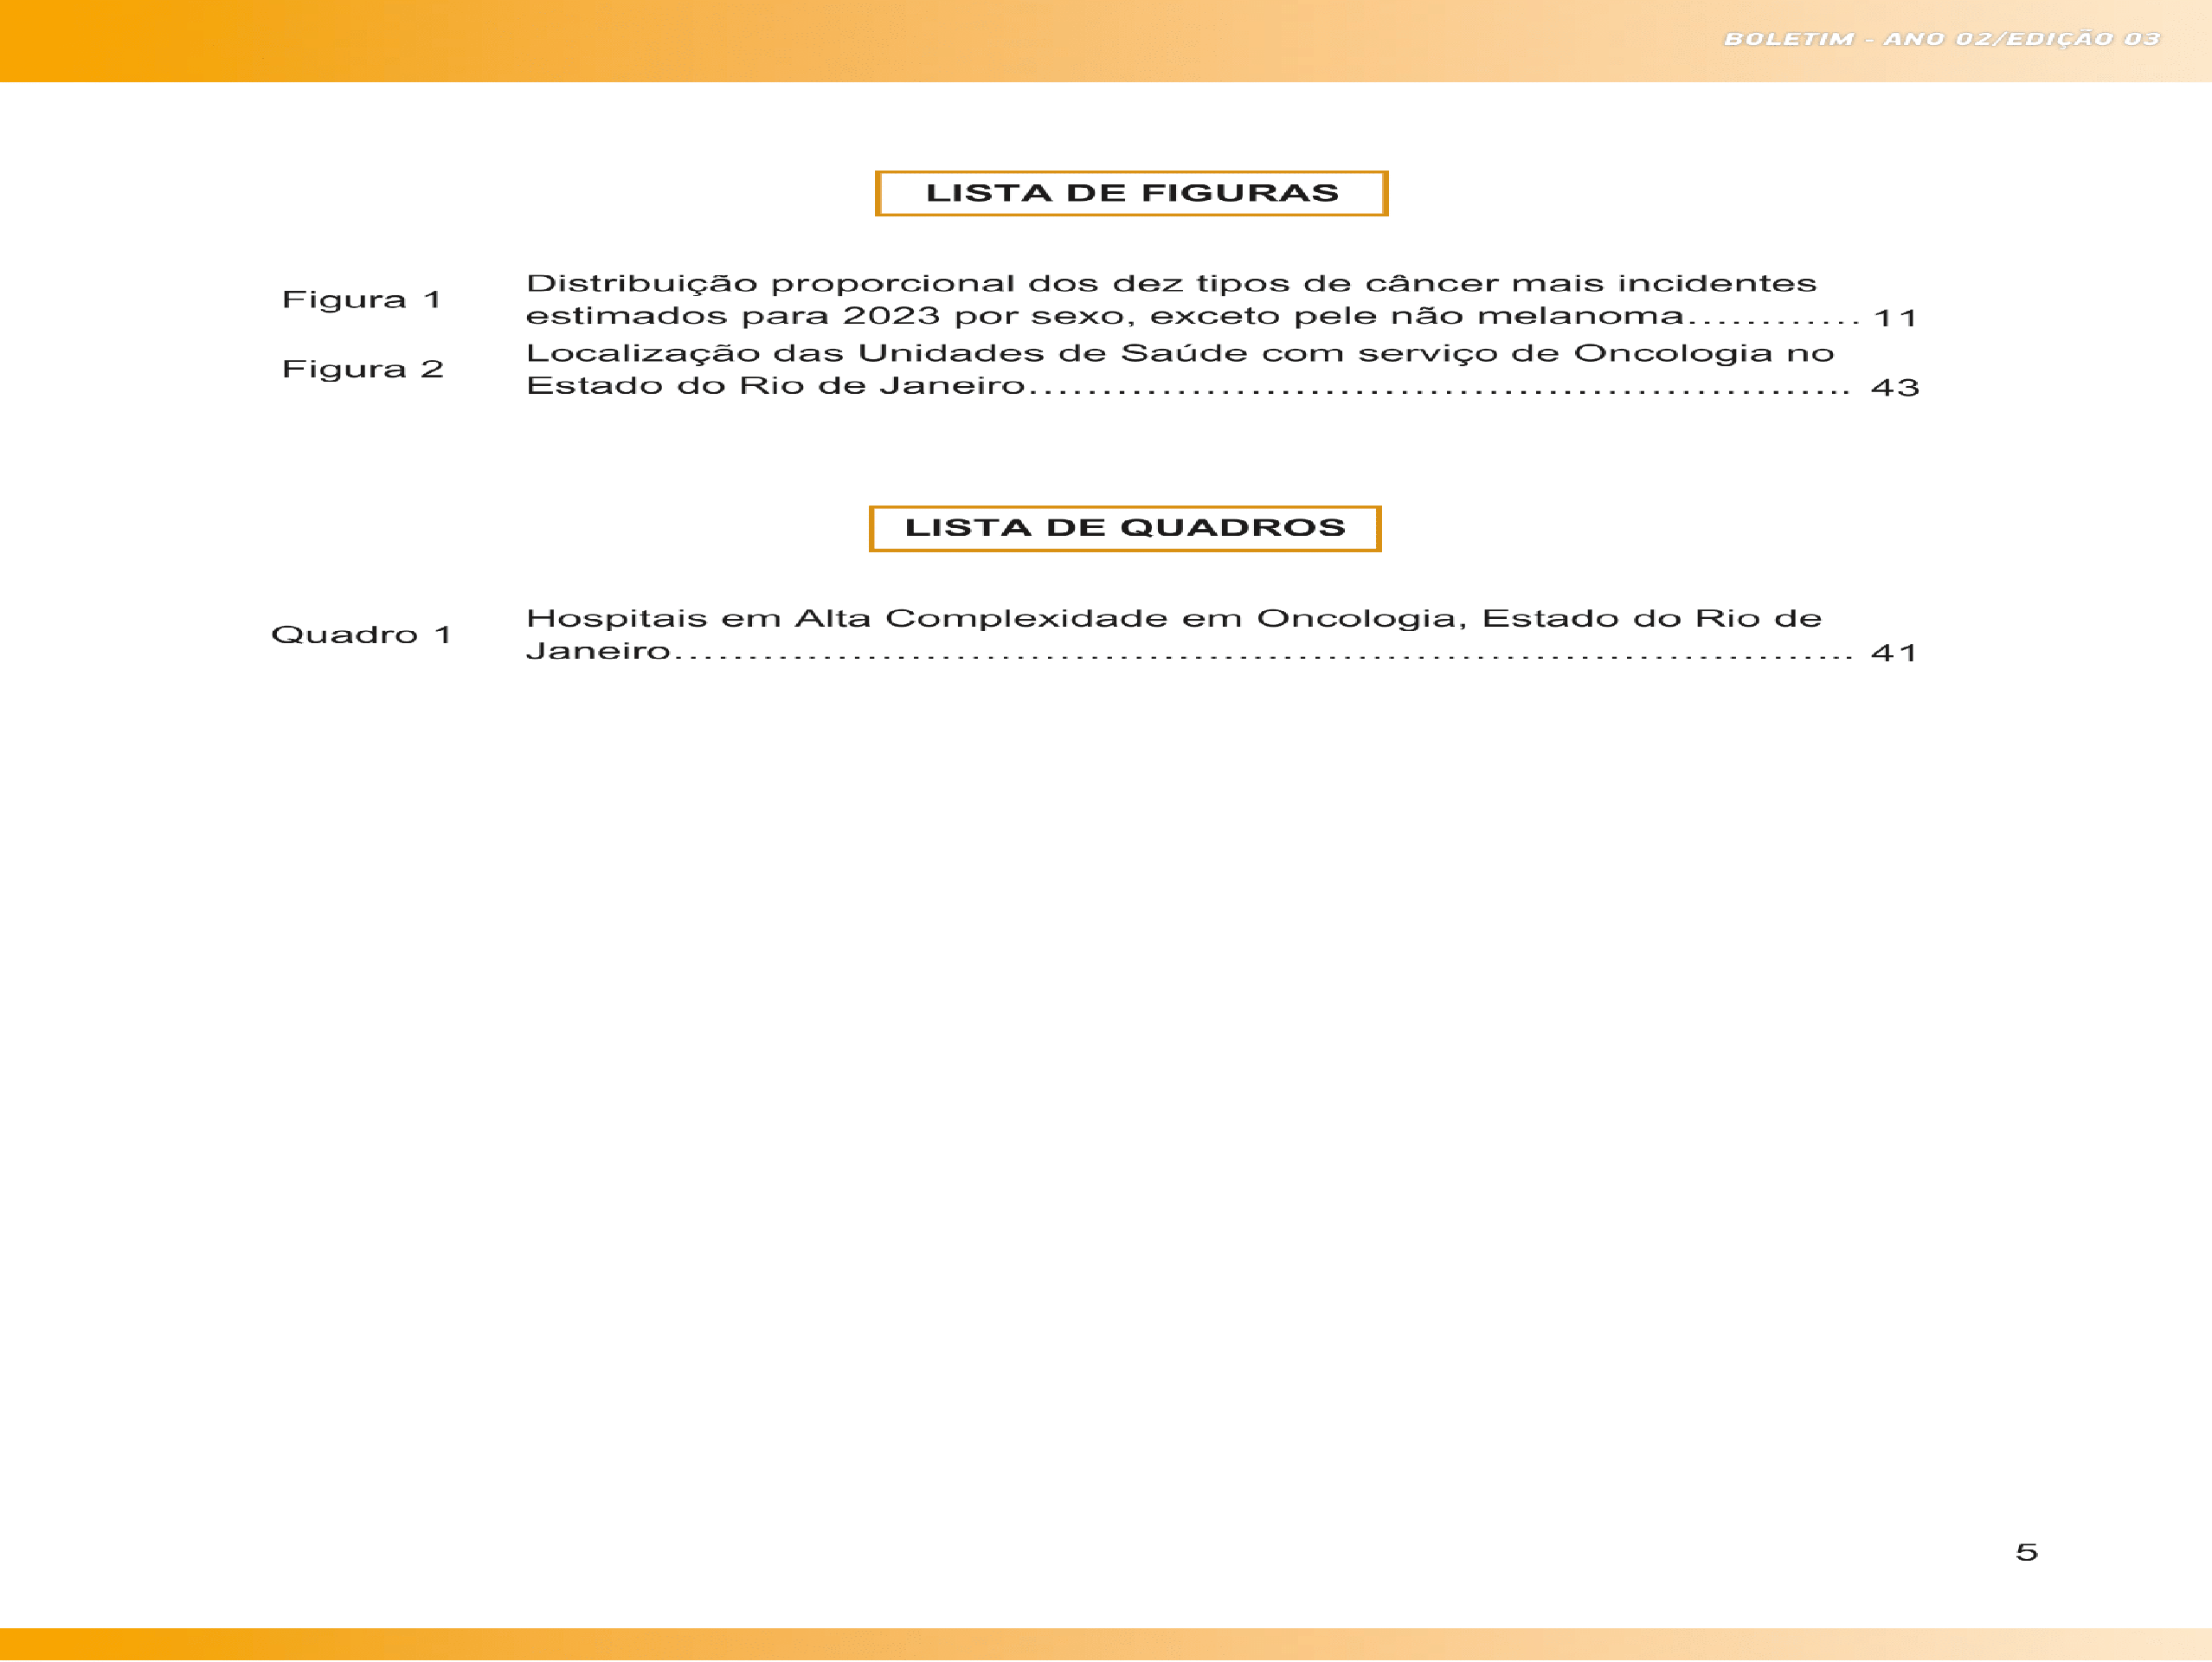 BOLETIM - ANO 02/EDIÇÃO 03
LISTA DE FIGURAS
Figura 1
Distribuição proporcional dos dez tipos de câncer mais incidentes
estimados para 2023 por sexo, exceto pele não melanoma............ 11
Figura 2
Localização das Unidades de Saúde com serviço de Oncologia no
Estado do Rio de Janeiro........................................................ 43
LISTA DE QUADROS
Quadro 1
Hospitais em Alta Complexidade em Oncologia, Estado do Rio de
Janeiro................................................................................ 41
5